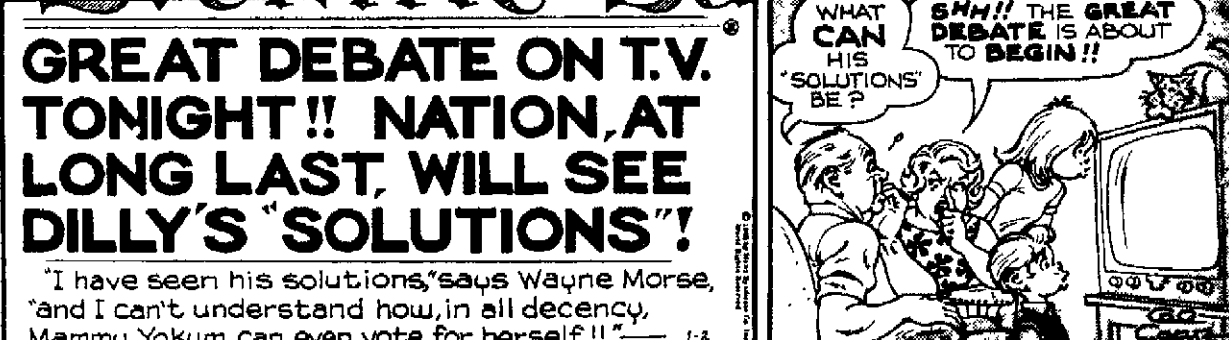 GREAT DEBATE ON T.V.
TONIGHT!! NATION, AT
LONG LAST, WILL SEE
DILLY'S "SOLUTIONS"!
"I have seen his solutions," says Wayne Morse,
"and I can't understand how, in all decency,
Mammy Yokum can even vote for herself!!"— 1-2
WHAT
CAN
HIS
"SOLUTIONS"
BE?
SHH!! THE GREAT
DEBATE IS ABOUT
TO BEGIN!!